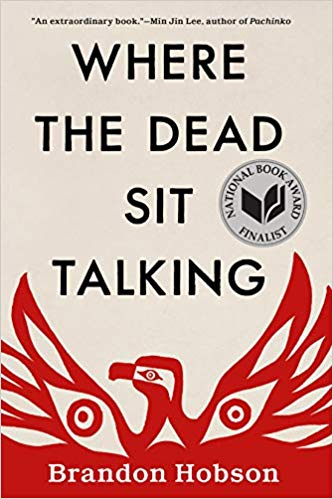 "An extraordinary book."—Min Jin Lee, author of Pachinko
WHERE
THE DEAD
SIT
TALKING
NATIONAL BOOK AWARD
FINALIST
Brandon Hobson